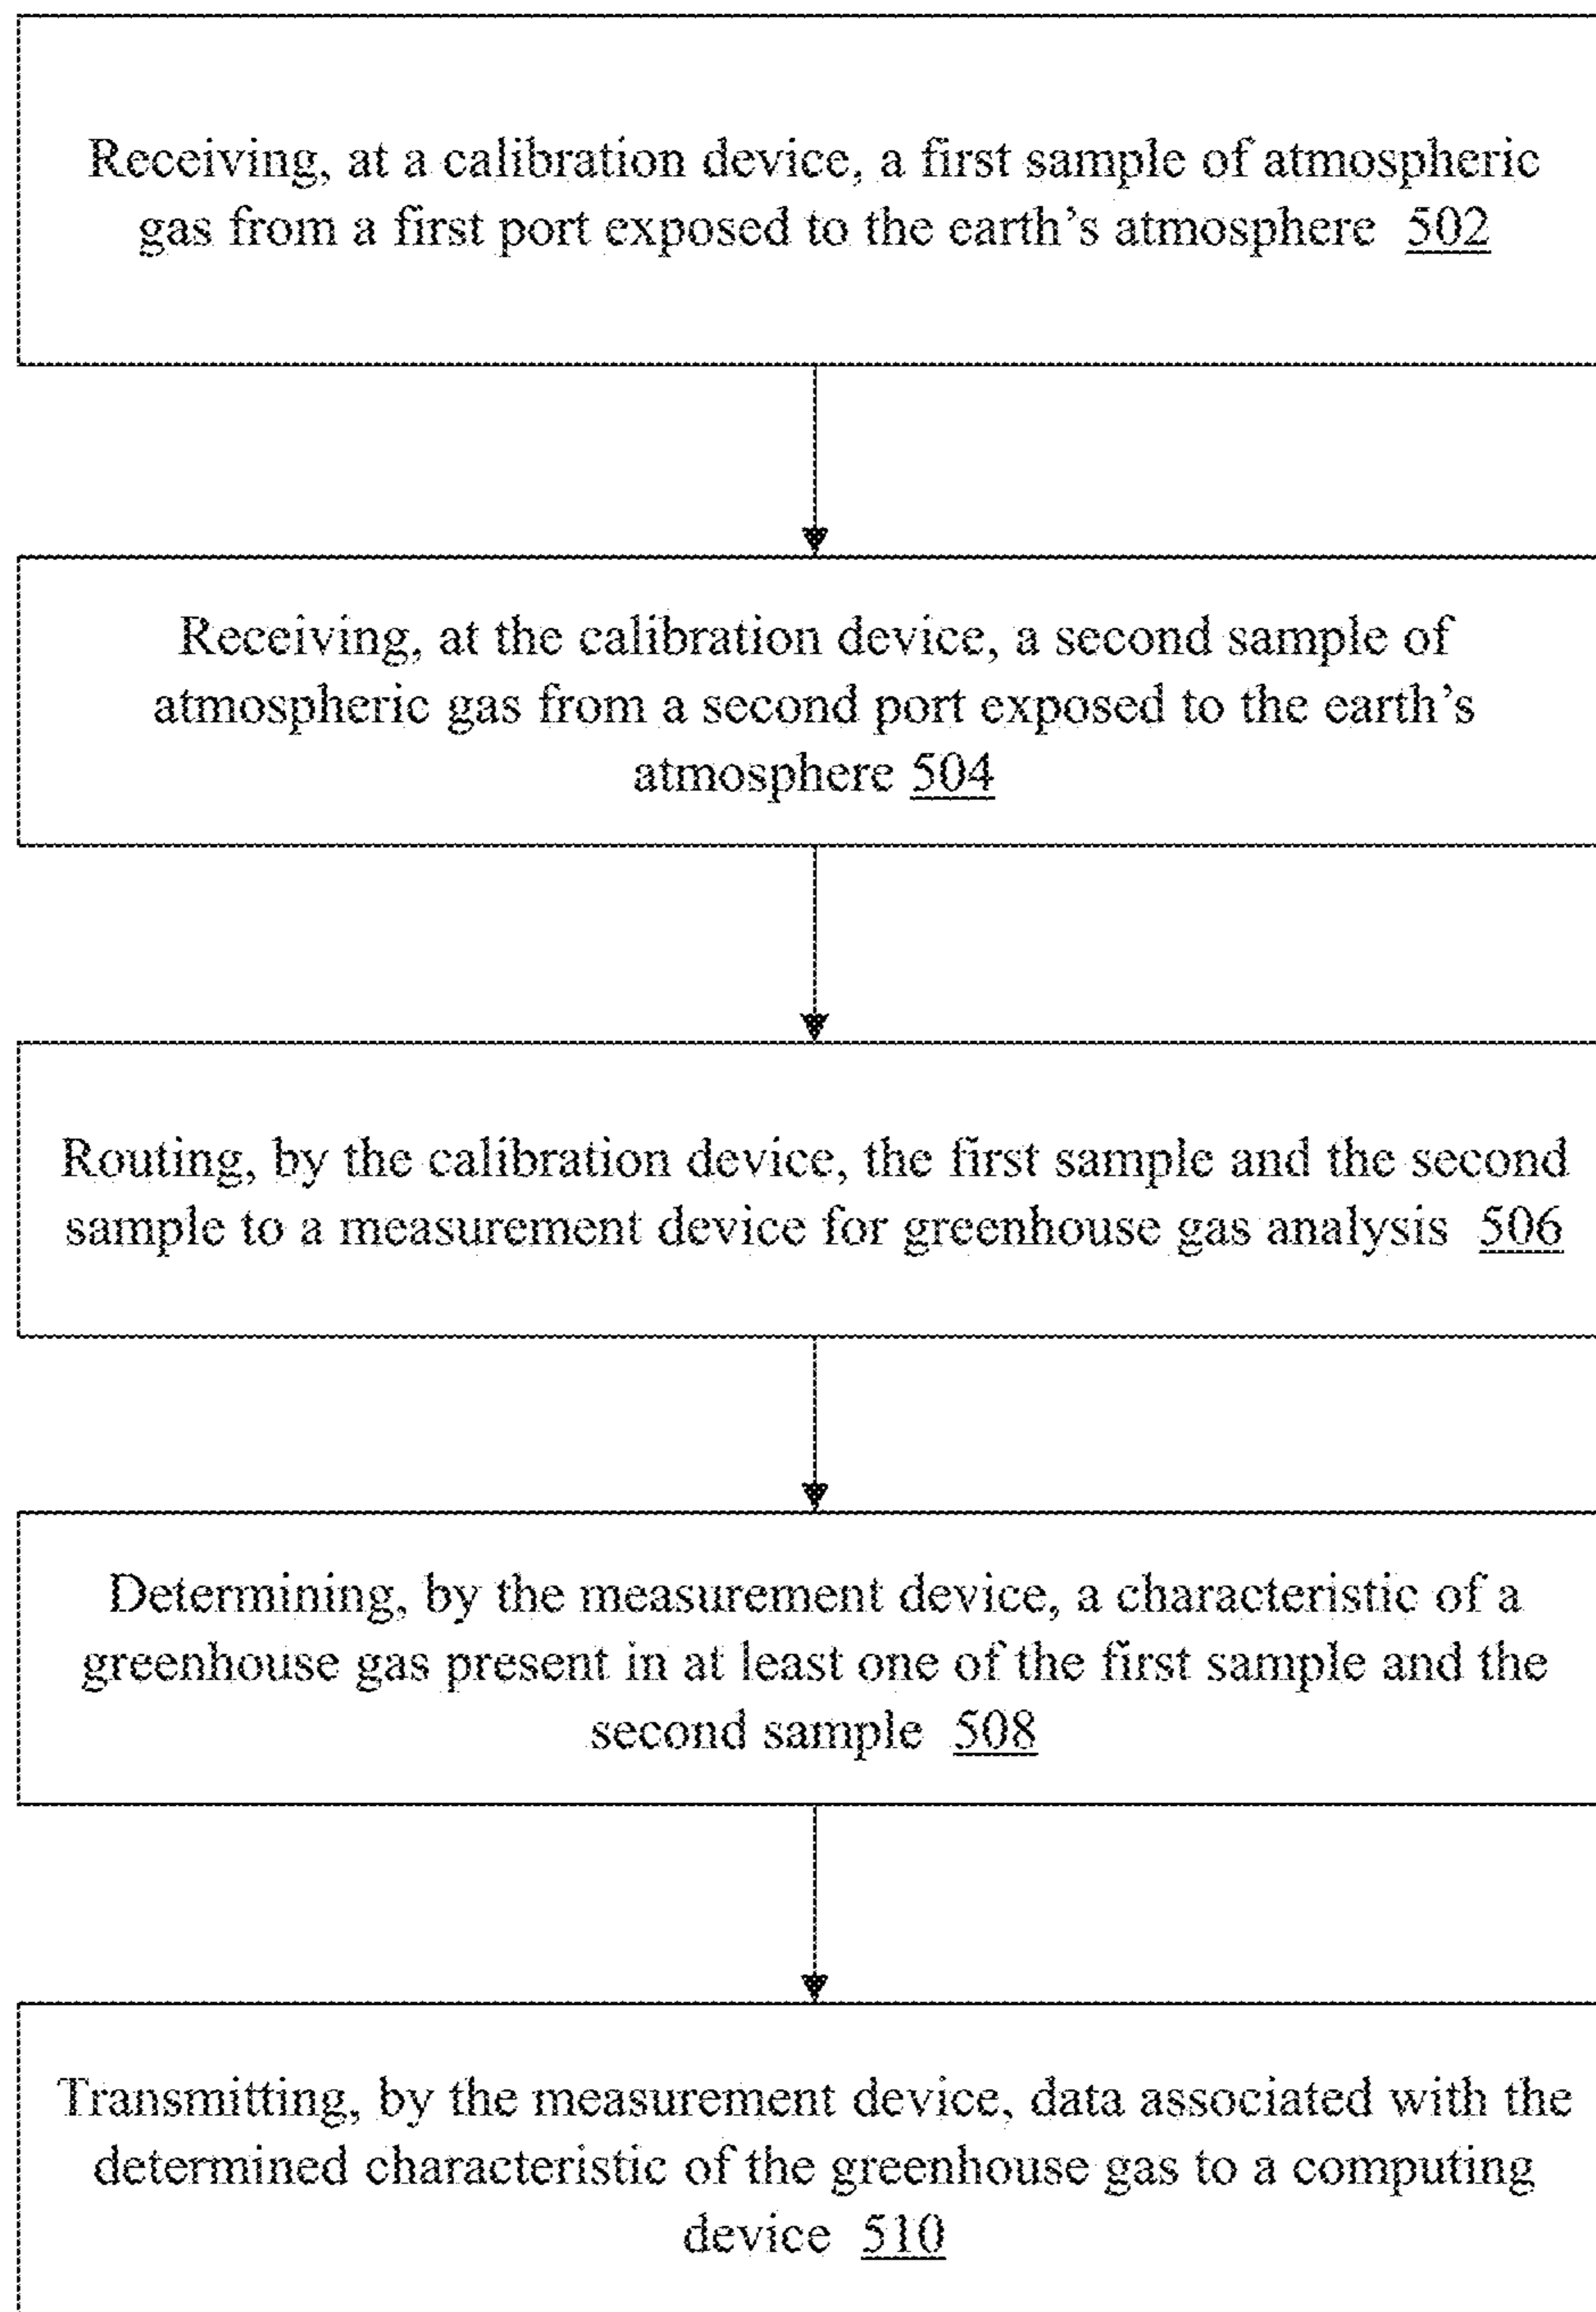 Receiving, at a calibration device, a first sample of atmospheric
gas from a first port exposed to the earth's atmosphere 502
Receiving, at the calibration device, a second sample of
atmospheric gas from a second port exposed to the earth's
atmosphere 504
Routing, by the calibration device, the first sample and the second
sample to a measurement device for greenhouse gas analysis 506
Determining, by the measurement device, a characteristic of a
greenhouse gas present in at least one of the first sample and the
second sample 508
Transmitting, by the measurement device, data associated with the
determined characteristic of the greenhouse gas to a computing
device 510